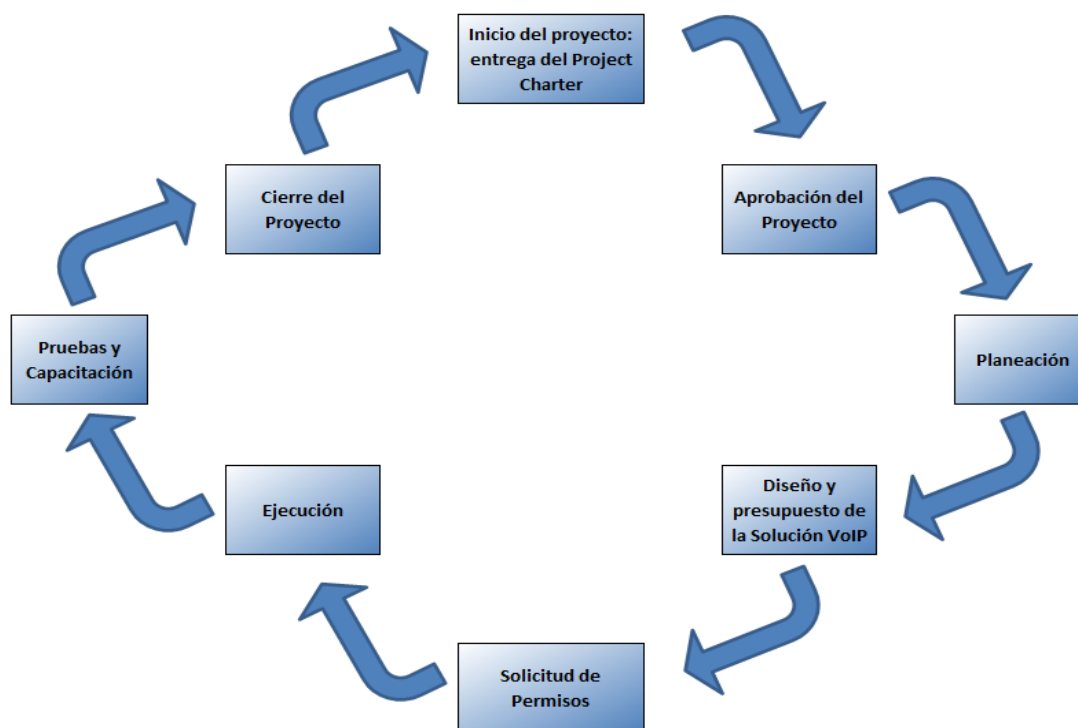 Inicio del proyecto:
entrega del Project
Charter
Aprobación del
Proyecto
Planeación
Diseño y
presupuesto de
la Solución VoIP
Solicitud de
Permisos
Ejecución
Pruebas y
Capacitación
Cierre del
Proyecto